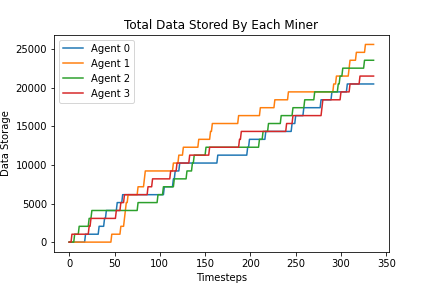 Total Data Stored By Each Miner
Agent 0
Agent 1
Agent 2
Agent 3
Data Storage
25000
20000
15000
10000
5000
0
0 50 100 150 200 250 300 350
Timesteps